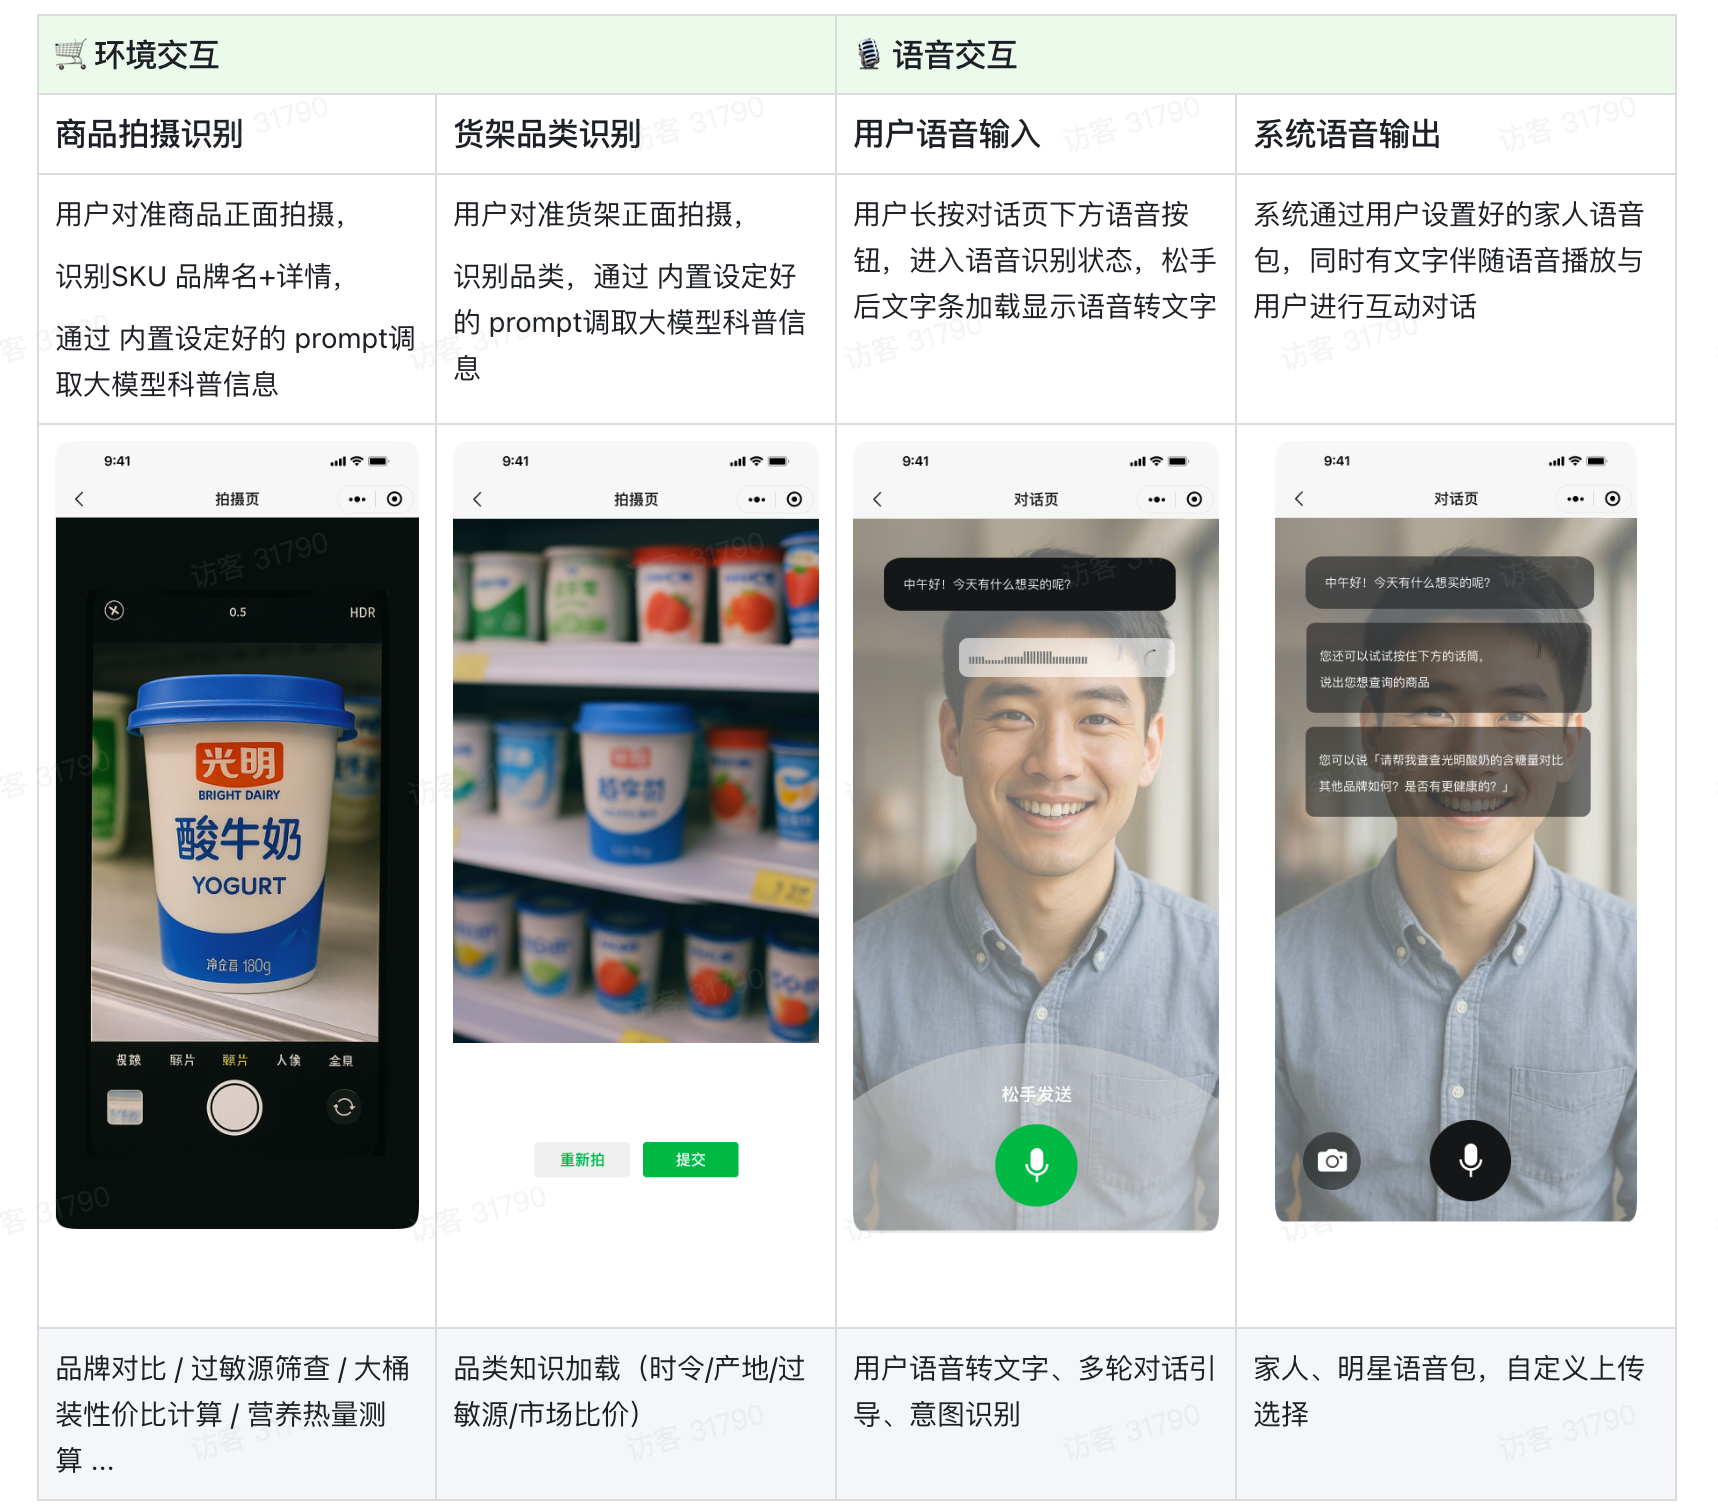 环境交互
语音交互
商品拍摄识别
货架品类识别
用户语音输入
系统语音输出
用户对准商品正面拍摄，
识别SKU 品牌名+详情，
通过 内置设定好的 prompt调
取大模型科普信息
用户对准货架正面拍摄，
识别品类，通过 内置设定好
的 prompt调取大模型科普信
息
用户长按对话页下方语音按
钮，进入语音识别状态，松手
后文字条加载显示语音转文字
系统通过用户设置好的家人语音
包，同时有文字伴随语音播放与
用户进行互动对话
9:41
拍摄页
0.5
HDR
光明
BRIGHT DAIRY
酸牛奶
YOGURT
180g
人像
9:41
拍摄页
重新拍
提交
9:41
对话页
中午好！今天有什么想买的呢？
松手发送
9:41
对话页
中午好！今天有什么想买的呢？
您还可以试试按住下方的话筒，
说出您想查询的商品
您可以说「请帮我查查光明酸奶的含糖量对比
其他品牌如何？是否有更健康的？」
品牌对比 / 过敏源筛查 / 大桶
装性价比计算 / 营养热量测
算 ...
品类知识加载（时令/产地/过
敏源/市场比价）
用户语音转文字、多轮对话引
导、意图识别
家人、明星语音包，自定义上传
选择
访客 31790